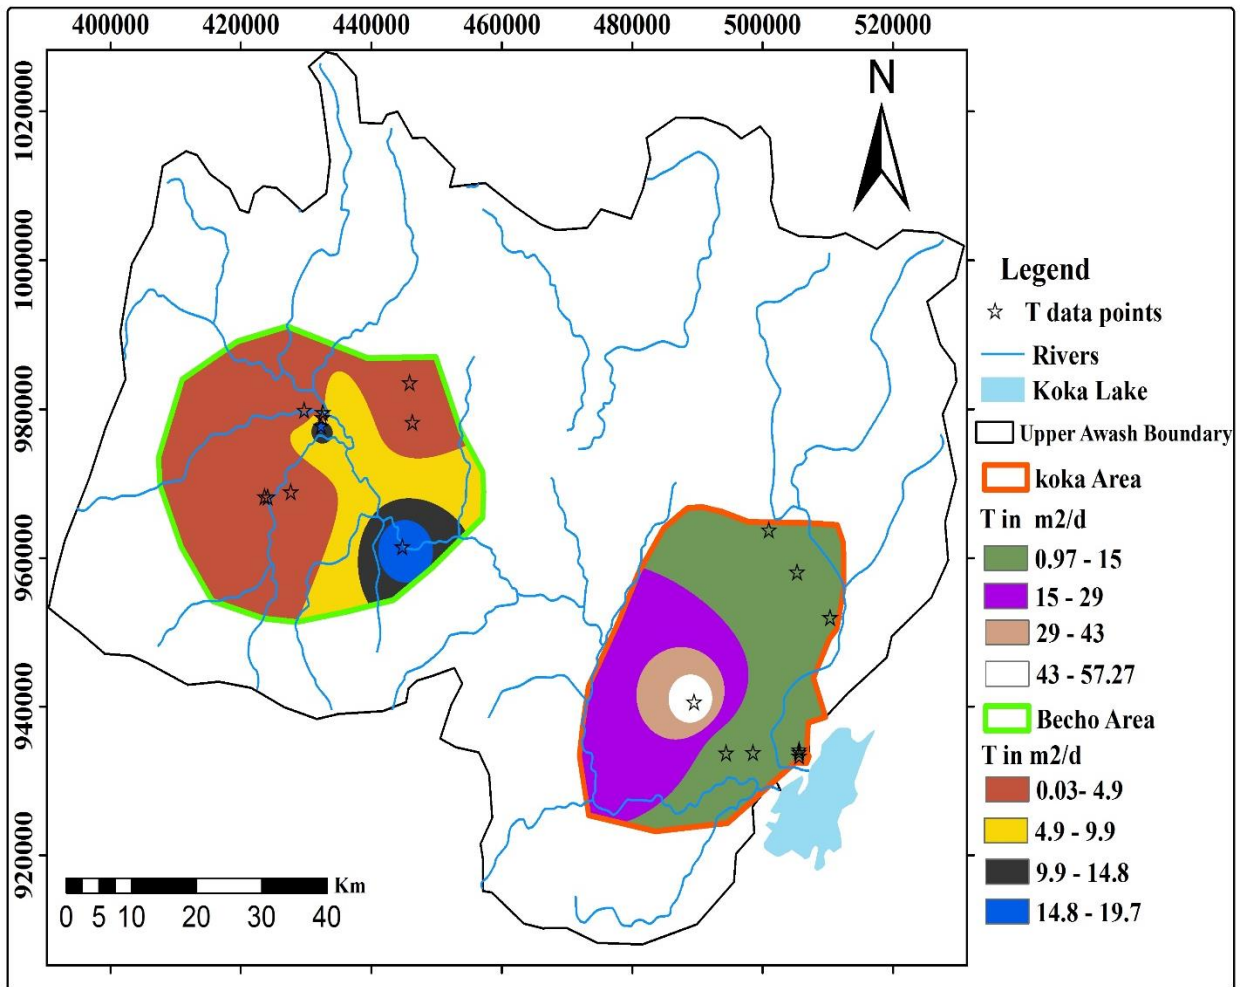 400000 420000 440000 460000 480000 500000 520000
1020000
1000000
980000
960000
940000
920000
N
Legend
T data points
Rivers
Koka Lake
Upper Awash Boundary
koka Area
T in m2/d
0.97 - 15
15 - 29
29 - 43
43 - 57.27
Becho Area
T in m2/d
0.03- 4.9
4.9 - 9.9
9.9 - 14.8
14.8 - 19.7
Km
0 5 10 20 30 40